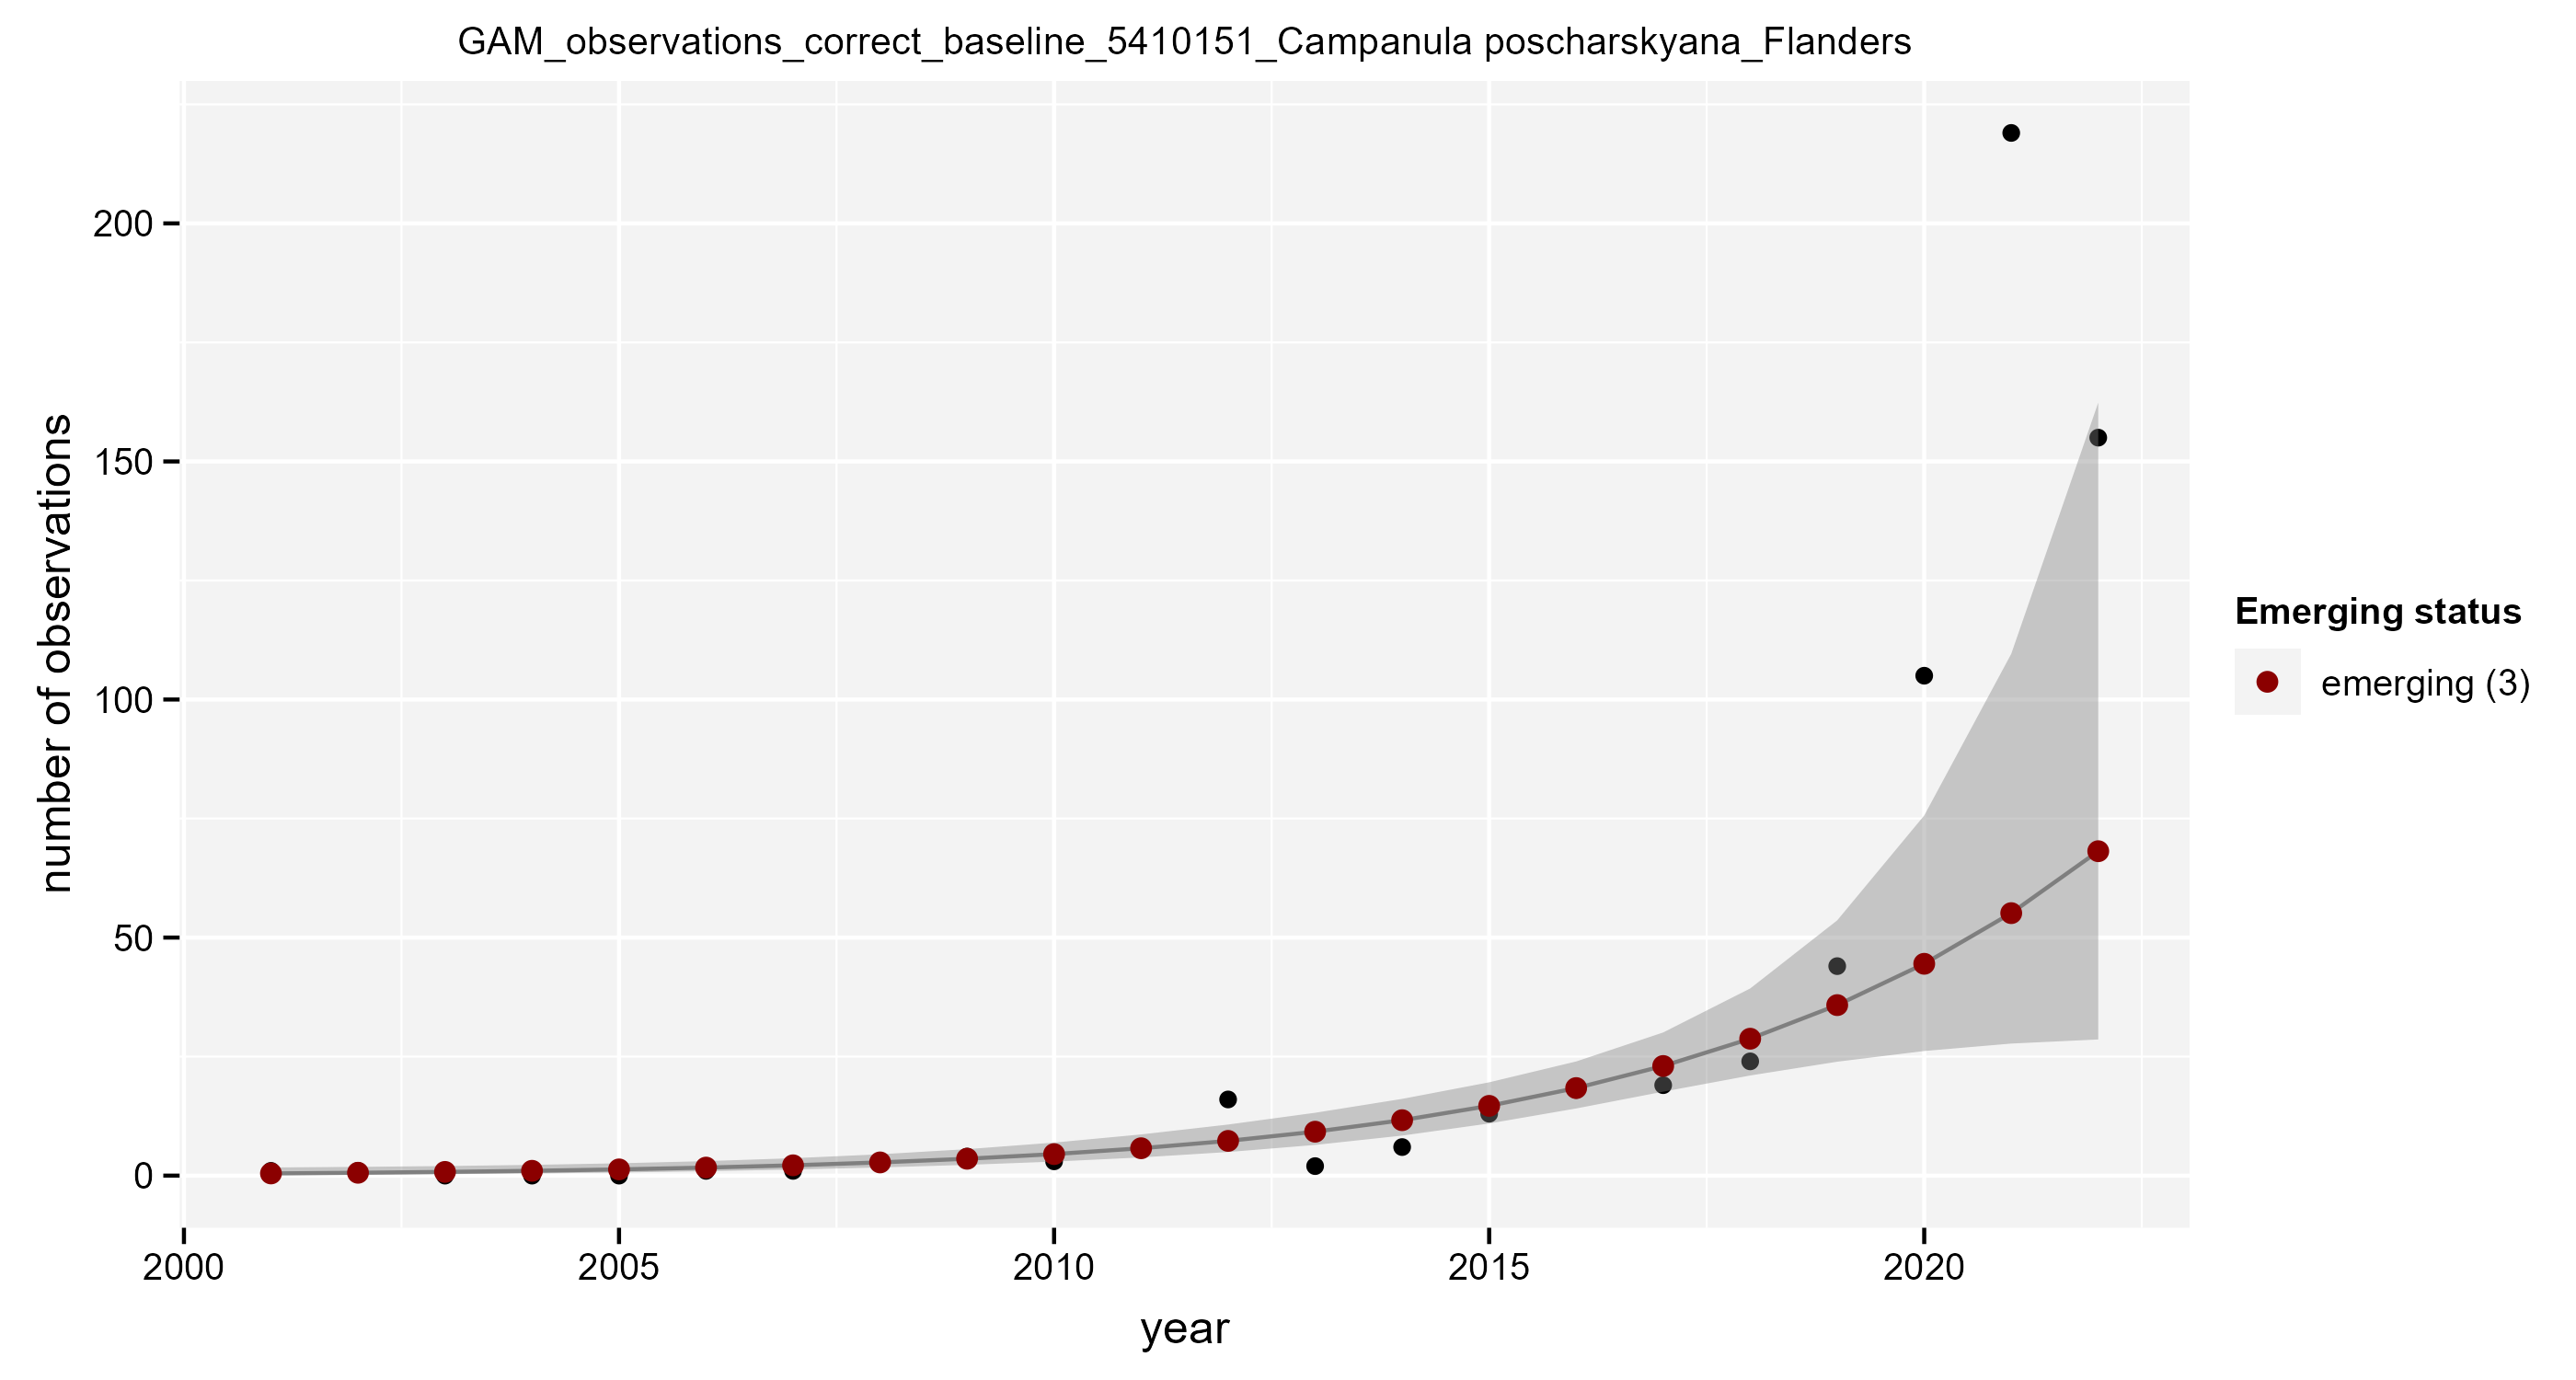 GAM_observations_correct_baseline_5410151_Campanula poscharskyana_Flanders
number of observations
200
150
100
50
0
2000 2005 2010 2015 2020
year
Emerging status
emerging (3)